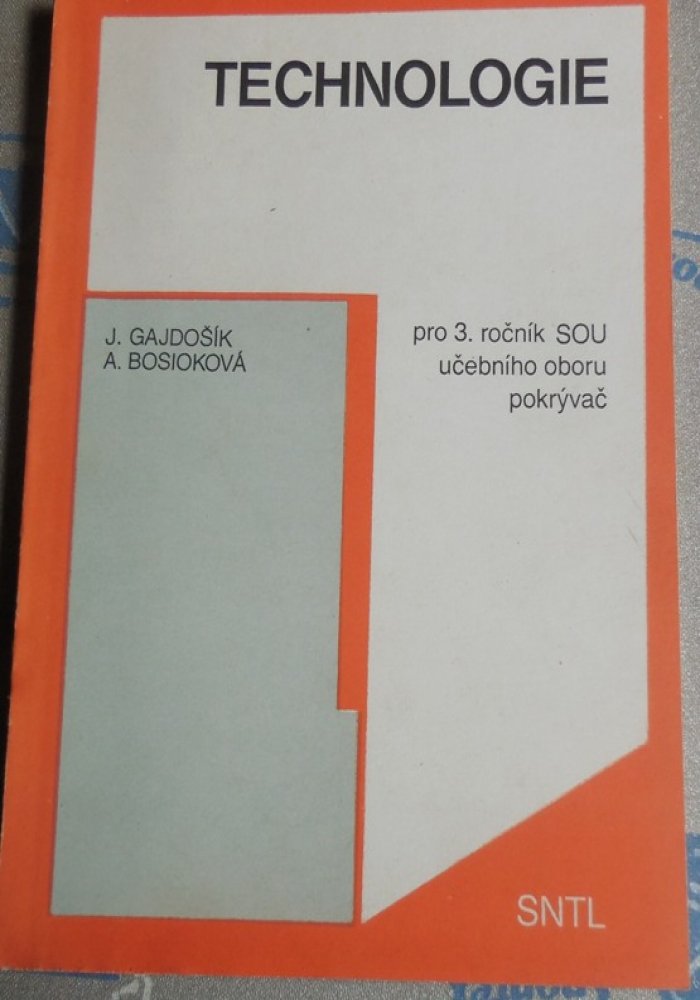 TECHNOLOGIE
J. GAJDOŠÍK
A. BOSIOKOVÁ
pro 3. ročník SOU
učebního oboru
pokrývač
SNTL